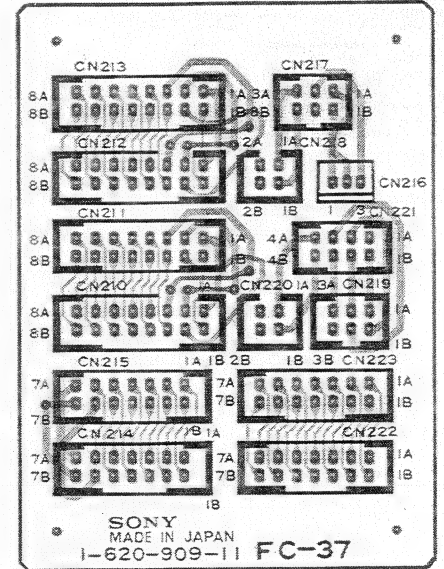 CN213 CN217
8A 1A 3A 1A
8B 1B 3B 1B
CN212 2A 1A CN218
8A
8B CN216
CN211 2B 1B 1 3 CN221
8A 1A 4A 1A
8B 1B 4B 1B
CN210 1A CN220 1A 3A CN219
8A
8B 1B
CN215 1A 1B 2B 1B 3B CN223
7A 7A 1A
7B 7B 1B
CN214 1B 1A CN222
7A 7A 1A
7B 7B 1B
1B
SONY
MADE IN JAPAN
1-620-909-11 FC-37